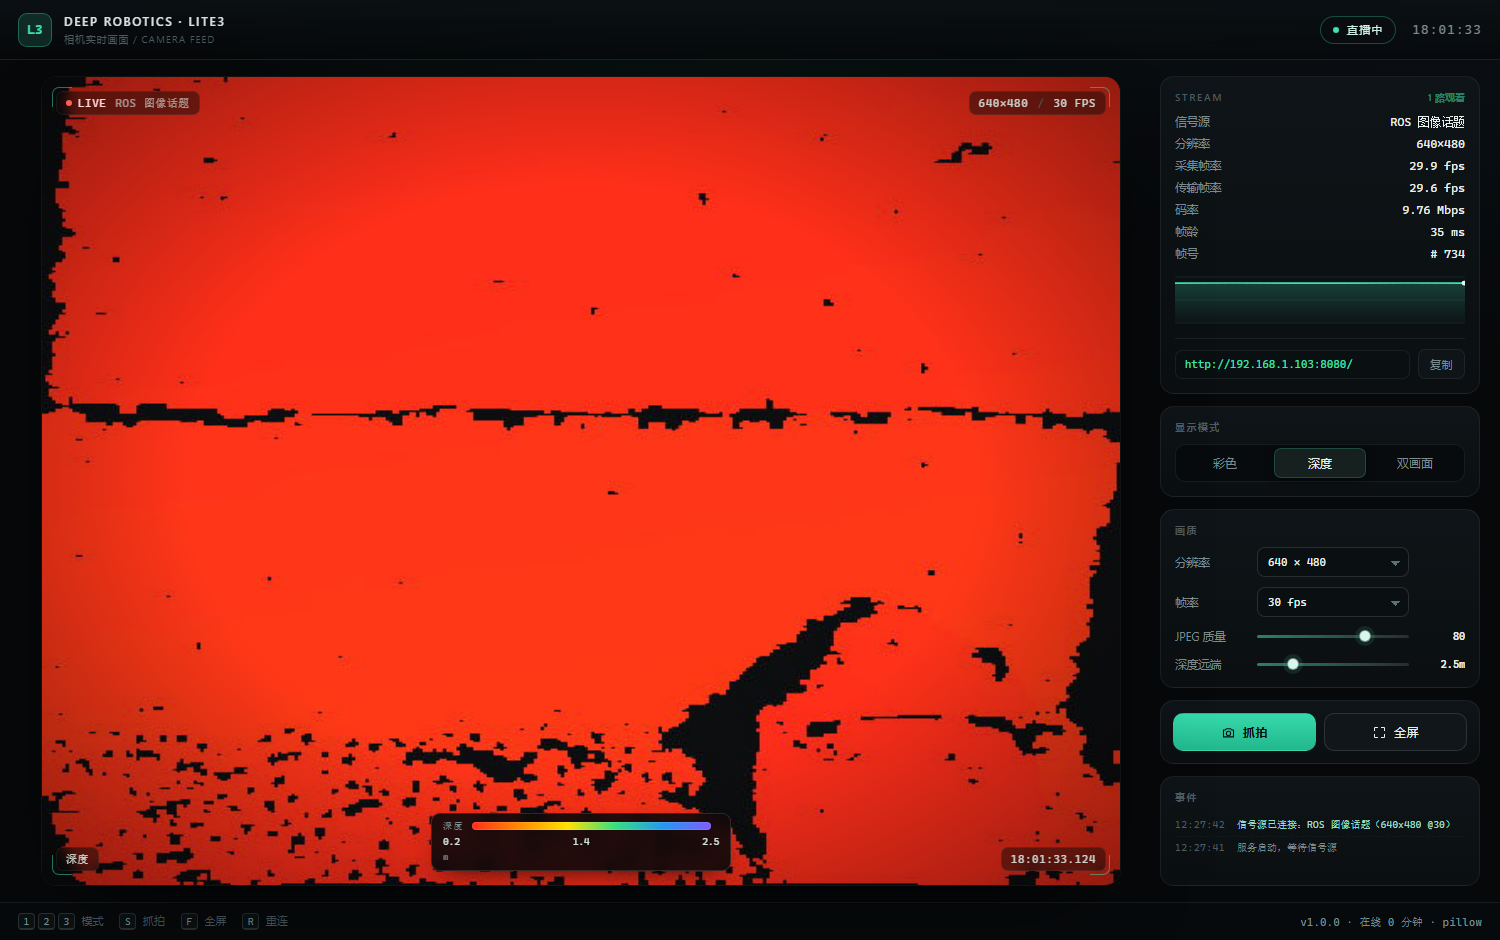 L3
DEEP ROBOTICS · LITE3
相机实时画面 / CAMERA FEED
直播中
18:01:33
LIVE ROS 图像话题
640×480 / 30 FPS
深度
0.2 1.4 2.5
m
深度
18:01:33.124
STREAM 1 路观看
信号源 ROS 图像话题
分辨率 640×480
采集帧率 29.9 fps
传输帧率 29.6 fps
码率 9.76 Mbps
帧龄 35 ms
帧号 # 734
http://192.168.1.103:8080/ 复制
显示模式
彩色 深度 双画面
画质
分辨率 640 × 480
帧率 30 fps
JPEG 质量 80
深度远端 2.5m
抓拍 全屏
事件
12:27:42 信号源已连接：ROS 图像话题（640x480 @30）
12:27:41 服务启动，等待信号源
1 2 3 模式 S 抓拍 F 全屏 R 重连
v1.0.0 · 在线 0 分钟 · pillow